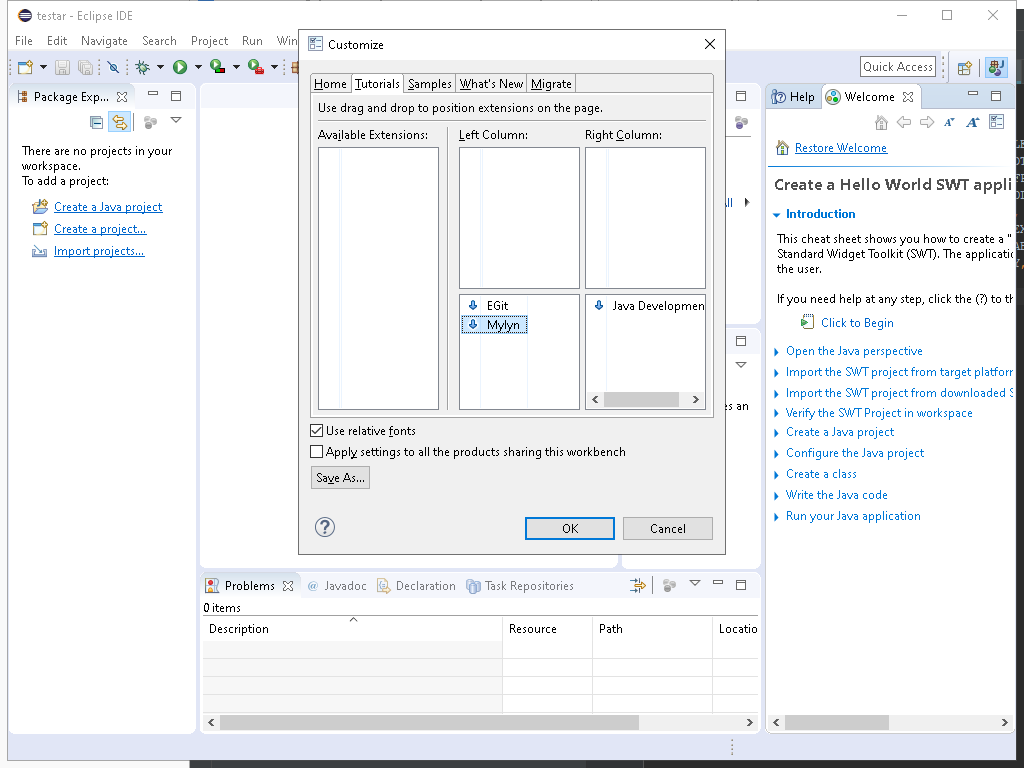 testar - Eclipse IDE
File Edit Navigate Search Project Run Win
Quick Access
Package Exp...
There are no projects in your
workspace.
To add a project:
Create a Java project
Create a project...
Import projects...
Customize
Home Tutorials Samples What's New Migrate
Use drag and drop to position extensions on the page.
Available Extensions: Left Column: Right Column:
EGit
Mylyn
Java Developmen
Use relative fonts
Apply settings to all the products sharing this workbench
Save As...
OK Cancel
Help Welcome
Restore Welcome
Create a Hello World SWT appli
Introduction
This cheat sheet shows you how to create a "
Standard Widget Toolkit (SWT). The applicatio
the user.
If you need help at any step, click the (?) to th
Click to Begin
Open the Java perspective
Import the SWT project from target platfor
Import the SWT project from downloaded S
Verify the SWT Project in workspace
Create a Java project
Configure the Java project
Create a class
Write the Java code
Run your Java application
es an
Problems @ Javadoc Declaration Task Repositories
0 items
Description Resource Path Locatio